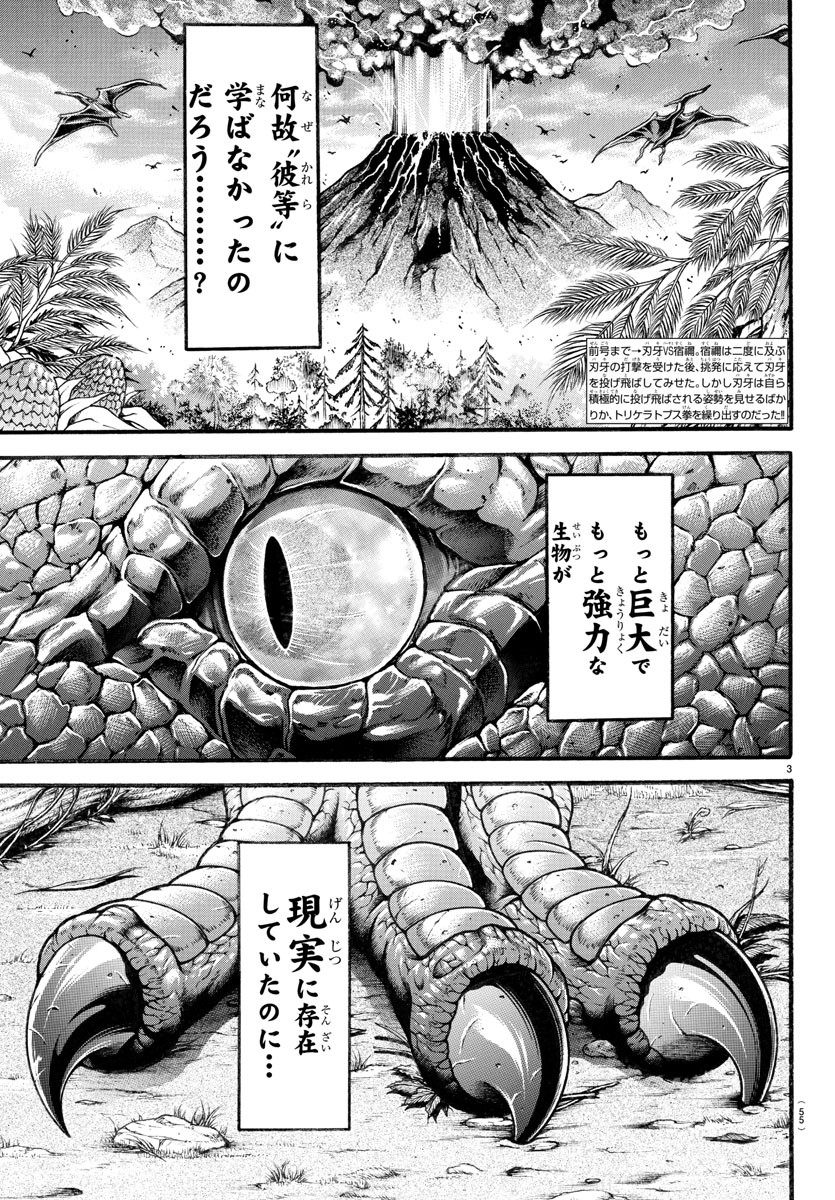 何故“彼等”に
学ばなかったの
だろう………？
前号まで→刃牙VS宿禰。宿禰は二度に及ぶ
刃牙の打撃を受けた後、挑発に応えて刃牙
を投げ飛ばしてみせた。しかし刃牙は自ら
積極的に投げ飛ばされる姿勢を見せるばか
りか、トリケラトプス拳を繰り出すのだった!!
もっと巨大で
もっと強力な
生物が
3
現実に存在
していたのに…
(55)